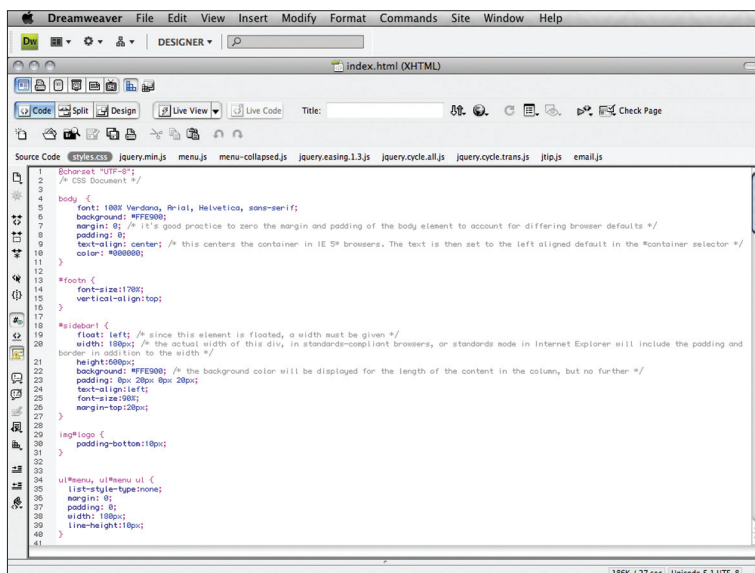 Dreamweaver File Edit View Insert Modify Format Commands Site Window Help
Dw DESIGNER
index.html (XHTML)
Code Split Design Live View Live Code Title: Check Page
Source Code styles.css jquery.min.js menu.js menu-collapsed.js jquery.easing.1.3.js jquery.cycle.all.js jquery.cycle.trans.js jtip.js email.js
1 @charset "UTF-8";
2 /* CSS Document */
3
4 body {
5 font: 100% Verdana, Arial, Helvetica, sans-serif;
6 background: #FFE900;
7 margin: 0; /* it's good practice to zero the margin and padding of the body element to account for differing browser defaults */
8 padding: 0;
9 text-align: center; /* this centers the container in IE 5* browsers. The text is then set to the left aligned default in the #container selector */
10 color: #000000;
11 }
12
13 #footn {
14 font-size:170%;
15 vertical-align:top;
16 }
17
18 #sidebar1 {
19 float: left; /* since this element is floated, a width must be given */
20 width: 180px; /* the actual width of this div, in standards-compliant browsers, or standards mode in Internet Explorer will include the padding and
border in addition to the width */
21 height:600px;
22 background: #FFE900; /* the background color will be displayed for the length of the content in the column, but no further */
23 padding: 0px 20px 0px 20px;
24 text-align:left;
25 font-size:90%;
26 margin-top:20px;
27 }
28
29 img#logo {
30 padding-bottom:10px;
31 }
32
33
34 ul#menu, ul#menu ul {
35 list-style-type:none;
36 margin: 0;
37 padding: 0;
38 width: 180px;
39 line-height:10px;
40 }
41
186K / 27 sec Unicode 5.1 UTF-8